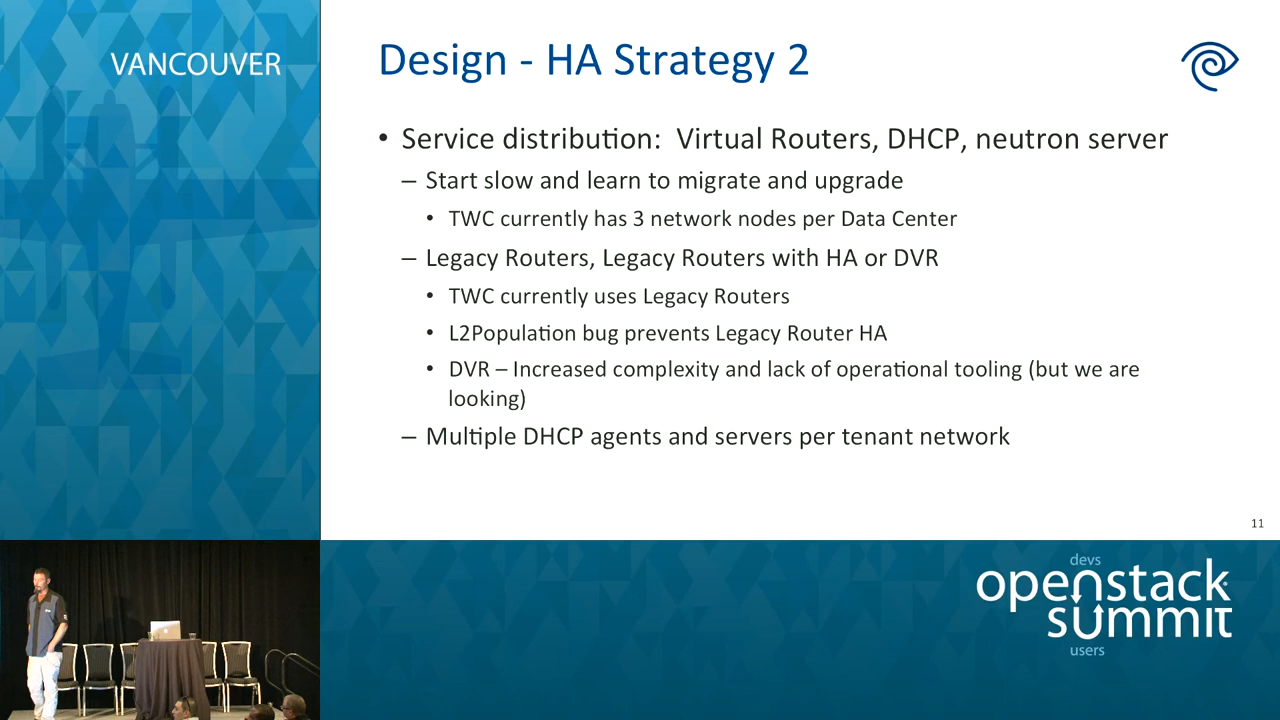 VANCOUVER
Design - HA Strategy 2
• Service distribution: Virtual Routers, DHCP, neutron server
– Start slow and learn to migrate and upgrade
• TWC currently has 3 network nodes per Data Center
– Legacy Routers, Legacy Routers with HA or DVR
• TWC currently uses Legacy Routers
• L2Population bug prevents Legacy Router HA
• DVR – Increased complexity and lack of operational tooling (but we are
looking)
– Multiple DHCP agents and servers per tenant network
11
devs
openstack
summit
users